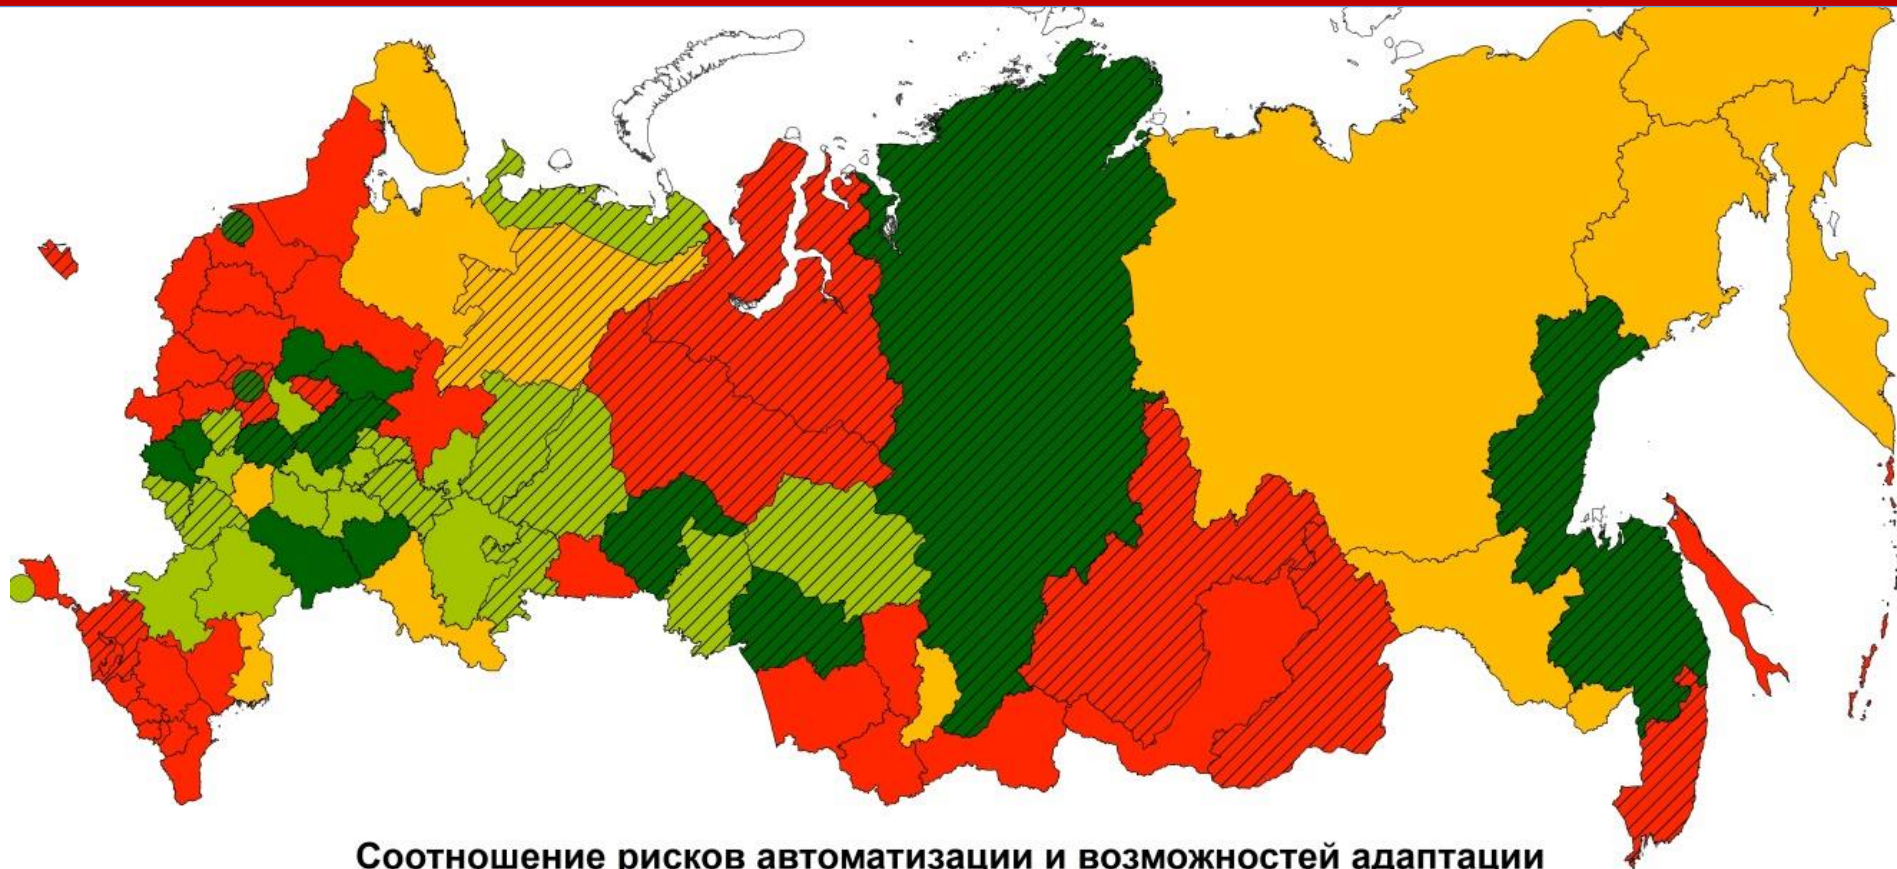 Соотношение рисков автоматизации и возможностей адаптации